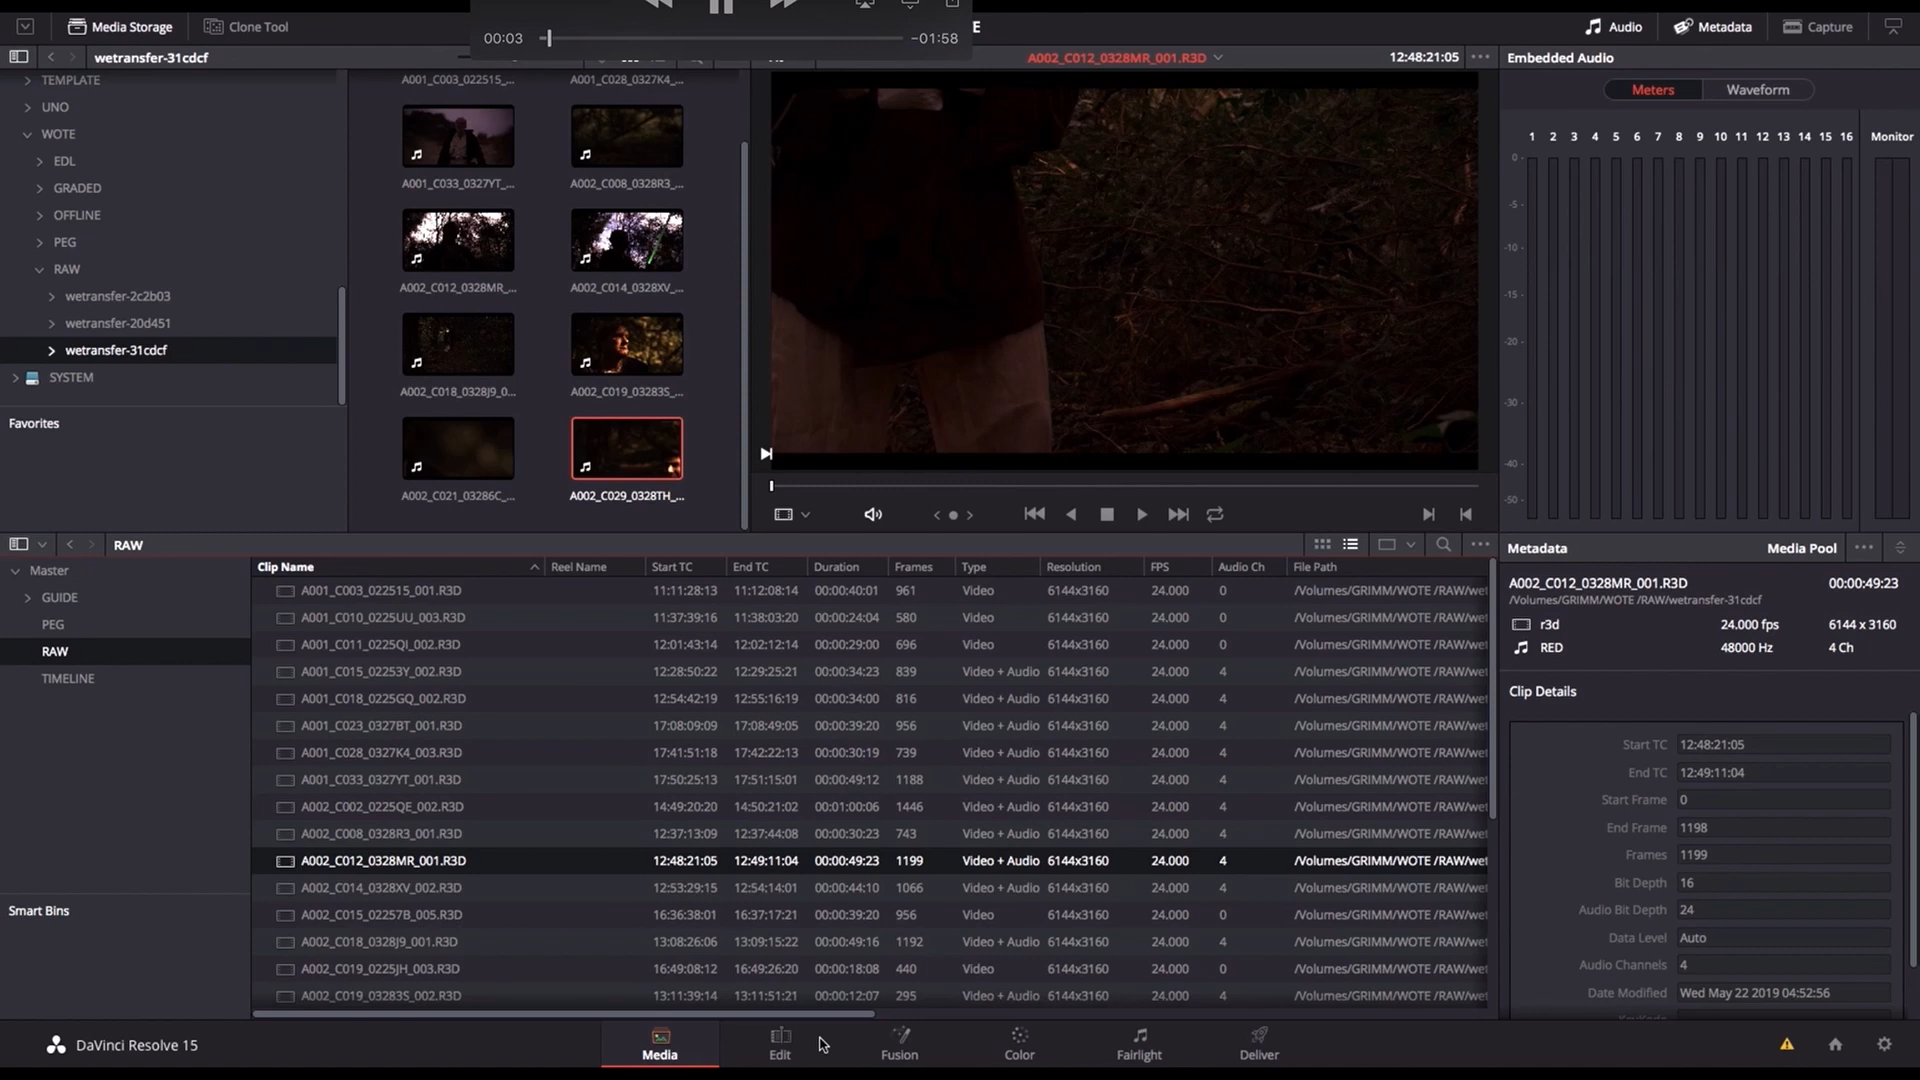 00:03 -01:58
Media Storage Clone Tool E Audio Metadata Capture
wetransfer-31cdcf A002_C012_0328MR_001.R3D 12:48:21:05 Embedded Audio
TEMPLATE
UNO
WOTE
EDL
GRADED
OFFLINE
PEG
RAW
wetransfer-2c2b03
wetransfer-20d451
wetransfer-31cdcf
SYSTEM
Favorites
A001_C003_022515_... A001_C028_0327K4_...
A001_C033_0327YT_... A002_C008_0328R3_...
A002_C012_0328MR_... A002_C014_0328XV_...
A002_C018_0328J9_0... A002_C019_03283S_...
A002_C021_03286C_... A002_C029_0328TH_...
Meters Waveform
1 2 3 4 5 6 7 8 9 10 11 12 13 14 15 16 Monitor
0
-5
-10
-15
-20
-30
-40
-50
RAW
Master
GUIDE
PEG
RAW
TIMELINE
Smart Bins
Clip Name Reel Name Start TC End TC Duration Frames Type Resolution FPS Audio Ch File Path
A001_C003_022515_001.R3D 11:11:28:13 11:12:08:14 00:00:40:01 961 Video 6144x3160 24.000 0 /Volumes/GRIMM/WOTE /RAW/wet
A001_C010_0225UU_003.R3D 11:37:39:16 11:38:03:20 00:00:24:04 580 Video 6144x3160 24.000 0 /Volumes/GRIMM/WOTE /RAW/wet
A001_C011_0225QI_002.R3D 12:01:43:14 12:02:12:14 00:00:29:00 696 Video 6144x3160 24.000 0 /Volumes/GRIMM/WOTE /RAW/wet
A001_C015_02253Y_002.R3D 12:28:50:22 12:29:25:21 00:00:34:23 839 Video + Audio 6144x3160 24.000 4 /Volumes/GRIMM/WOTE /RAW/wet
A001_C018_0225GQ_002.R3D 12:54:42:19 12:55:16:19 00:00:34:00 816 Video + Audio 6144x3160 24.000 4 /Volumes/GRIMM/WOTE /RAW/wet
A001_C023_0327BT_001.R3D 17:08:09:09 17:08:49:05 00:00:39:20 956 Video + Audio 6144x3160 24.000 4 /Volumes/GRIMM/WOTE /RAW/wet
A001_C028_0327K4_003.R3D 17:41:51:18 17:42:22:13 00:00:30:19 739 Video + Audio 6144x3160 24.000 4 /Volumes/GRIMM/WOTE /RAW/wet
A001_C033_0327YT_001.R3D 17:50:25:13 17:51:15:01 00:00:49:12 1188 Video + Audio 6144x3160 24.000 4 /Volumes/GRIMM/WOTE /RAW/wet
A002_C002_0225QE_002.R3D 14:49:20:20 14:50:21:02 00:01:00:06 1446 Video + Audio 6144x3160 24.000 4 /Volumes/GRIMM/WOTE /RAW/wet
A002_C008_0328R3_001.R3D 12:37:13:09 12:37:44:08 00:00:30:23 743 Video + Audio 6144x3160 24.000 4 /Volumes/GRIMM/WOTE /RAW/wet
A002_C012_0328MR_001.R3D 12:48:21:05 12:49:11:04 00:00:49:23 1199 Video + Audio 6144x3160 24.000 4 /Volumes/GRIMM/WOTE /RAW/wet
A002_C014_0328XV_002.R3D 12:53:29:15 12:54:14:01 00:00:44:10 1066 Video + Audio 6144x3160 24.000 4 /Volumes/GRIMM/WOTE /RAW/wet
A002_C015_02257B_005.R3D 16:36:38:01 16:37:17:21 00:00:39:20 956 Video 6144x3160 24.000 0 /Volumes/GRIMM/WOTE /RAW/wet
A002_C018_0328J9_001.R3D 13:08:26:06 13:09:15:22 00:00:49:16 1192 Video + Audio 6144x3160 24.000 4 /Volumes/GRIMM/WOTE /RAW/wet
A002_C019_0225JH_003.R3D 16:49:08:12 16:49:26:20 00:00:18:08 440 Video 6144x3160 24.000 0 /Volumes/GRIMM/WOTE /RAW/wet
A002_C019_03283S_002.R3D 13:11:39:14 13:11:51:21 00:00:12:07 295 Video + Audio 6144x3160 24.000 4 /Volumes/GRIMM/WOTE /RAW/wet
Metadata Media Pool
A002_C012_0328MR_001.R3D 00:00:49:23
/Volumes/GRIMM/WOTE /RAW/wetransfer-31cdcf
r3d 24.000 fps 6144 x 3160
RED 48000 Hz 4 Ch
Clip Details
Start TC 12:48:21:05
End TC 12:49:11:04
Start Frame 0
End Frame 1198
Frames 1199
Bit Depth 16
Audio Bit Depth 24
Data Level Auto
Audio Channels 4
Date Modified Wed May 22 2019 04:52:56
DaVinci Resolve 15 Media Edit Fusion Color Fairlight Deliver